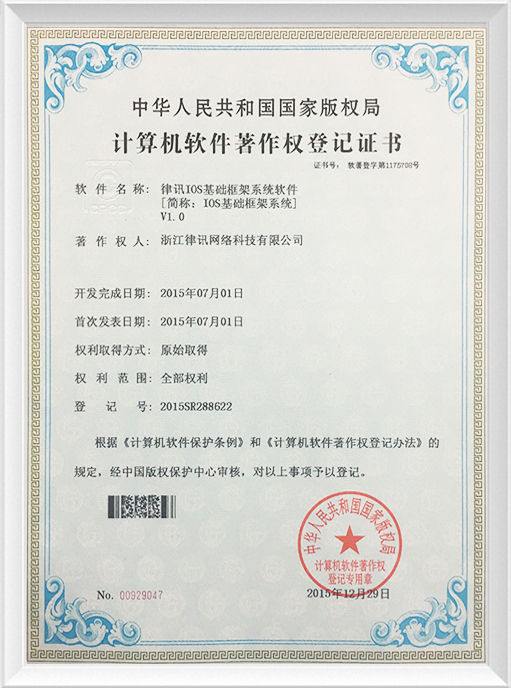 中华人民共和国国家版权局
计算机软件著作权登记证书
证书号： 软著登字第1175708号
软件名称： 律讯IOS基础框架系统软件
[简称：IOS基础框架系统]
V1.0
著作权人： 浙江律讯网络科技有限公司
开发完成日期： 2015年07月01日
首次发表日期： 2015年07月01日
权利取得方式： 原始取得
权利范围： 全部权利
登记号： 2015SR288622
根据《计算机软件保护条例》和《计算机软件著作权登记办法》的
规定，经中国版权保护中心审核，对以上事项予以登记。
中华人民共和国国家版权局
计算机软件著作权
登记专用章
No. 00929047
2015年12月29日